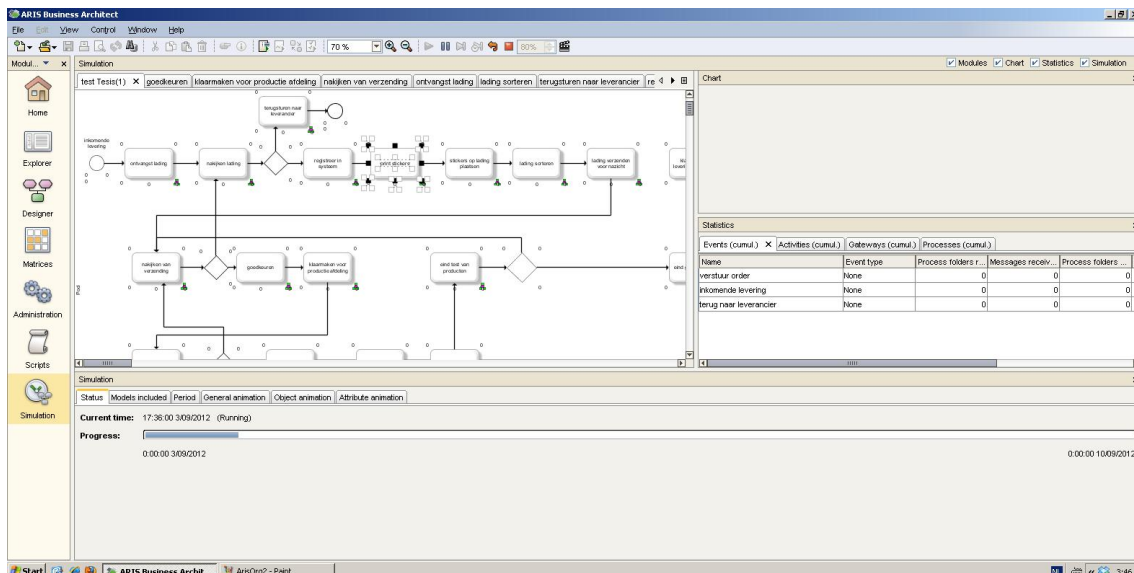 ARIS Business Architect
File Edit View Control Window Help
70 % 80%
Modul... Simulation Modules Chart Statistics Simulation
test Tesis(1) goedkeuren klaarmaken voor productie afdeling nakijken van verzending ontvangst lading lading sorteren terugsturen naar leverancier re
Chart
Home
Explorer
Designer
Matrices
Administration
Scripts
Simulation
terugsturen naar
leverancier
inkomende
levering
ontvangst lading
nakijken lading
registreer in
systeem
print stickers
stickers op lading
plaatsen
lading sorteren
lading verzenden
voor nazicht
nakijken van
verzending
goedkeuren
klaarmaken voor
productie afdeling
eind test van
producten
Pool
Statistics
Events (cumul.) Activities (cumul.) Gateways (cumul.) Processes (cumul.)
Name Event type Process folders r... Messages receiv... Process folders ...
verstuur order None 0 0 0
inkomende levering None 0 0 0
terug naar leverancier None 0 0 0
Simulation
Status Models included Period General animation Object animation Attribute animation
Current time: 17:36:00 3/09/2012 (Running)
Progress:
0:00:00 3/09/2012 0:00:00 10/09/2012
Start ARIS Business Archit... ArisOrg2 - Paint NL 3:46